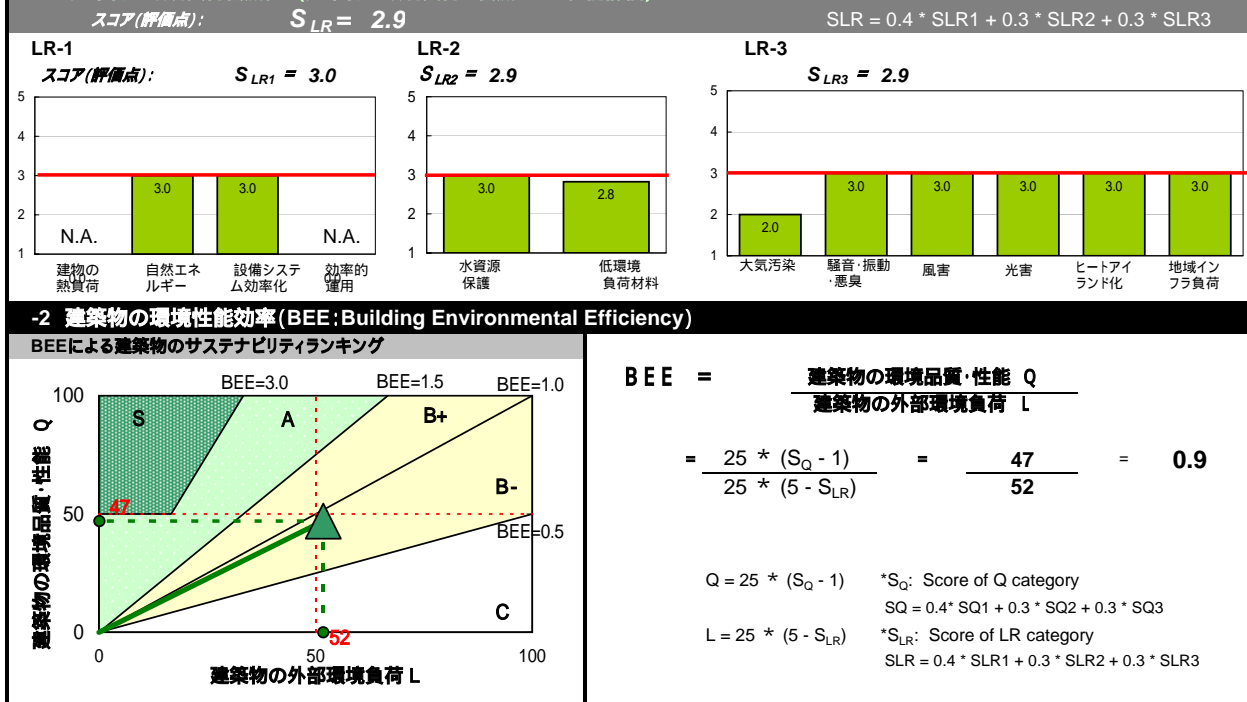 スコア(評価点): S LR = 2.9 SLR = 0.4 * SLR1 + 0.3 * SLR2 + 0.3 * SLR3
LR-1 LR-2 LR-3
スコア(評価点): S LR1 = 3.0 S LR2 = 2.9 S LR3 = 2.9
5 5 5
4 4 4
3 3 3
3.0 3.0 3.0 2.8 3.0 3.0 3.0 3.0 3.0
2 2 2
2.0
N.A. N.A.
1 1 1
建物の 自然エネ 設備システ 効率的 水資源 低環境 大気汚染 騒音・振動 風害 光害 ヒートアイ 地域イン
0.0 0.0
熱負荷 ルギー ム効率化 運用 保護 負荷材料 ・悪臭 ランド化 フラ負荷
-2 建築物の環境性能効率(BEE:Building Environmental Efficiency)
BEEによる建築物のサステナビリティランキング
BEE=3.0 BEE=1.5 BEE=1.0
100
S A B+
B-
47
50
BEE=0.5
C
0
52
0 50 100
建築物の環境品質・性能 Q
建築物の外部環境負荷 L
BEE = 建築物の環境品質・性能 Q
建築物の外部環境負荷 L
= 25 * (SQ - 1) = 47 = 0.9
25 * (5 - SLR) 52
Q = 25 * (SQ - 1) *SQ: Score of Q category
SQ = 0.4* SQ1 + 0.3 * SQ2 + 0.3 * SQ3
L = 25 * (5 - SLR) *SLR: Score of LR category
SLR = 0.4 * SLR1 + 0.3 * SLR2 + 0.3 * SLR3